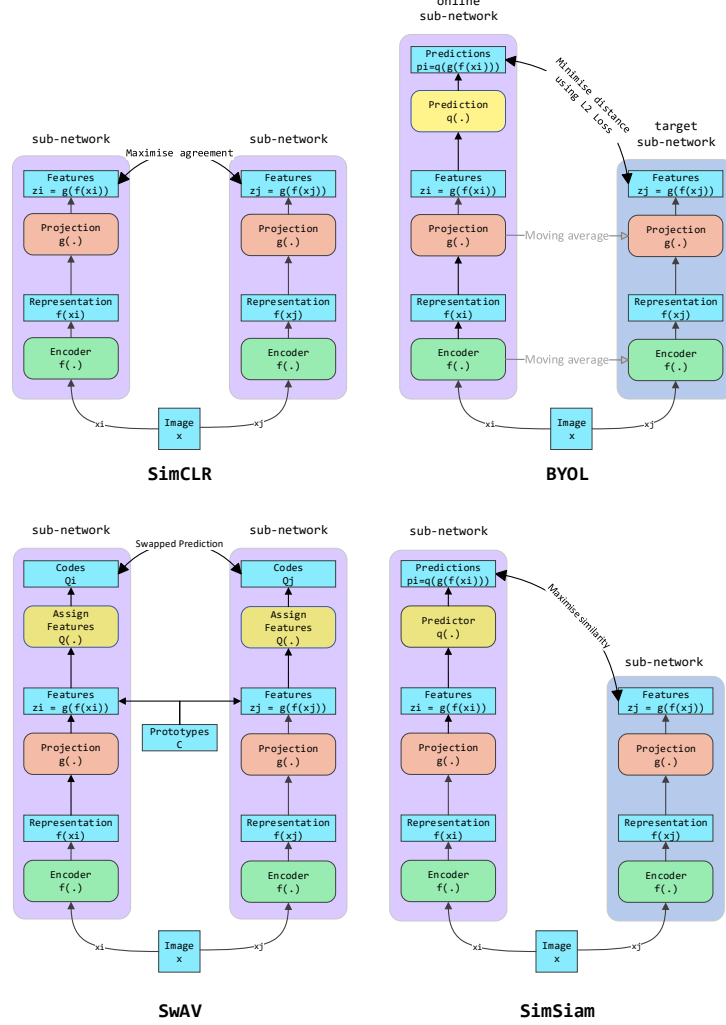 sub-network
sub-network
Maximise agreement
Features
zi = g(f(xi))
Features
zj = g(f(xj))
Projection
g(.)
Projection
g(.)
Representation
f(xi)
Representation
f(xj)
Encoder
f(.)
Encoder
f(.)
xi
Image
x
xj
SimCLR
online
sub-network
Predictions
pi=q(g(f(xi)))
Minimise distance
using L2 Loss
Prediction
q(.)
target
sub-network
Features
zi = g(f(xi))
Features
zj = g(f(xj))
Projection
g(.)
Moving average
Projection
g(.)
Representation
f(xi)
Representation
f(xj)
Encoder
f(.)
Moving average
Encoder
f(.)
xi
Image
x
xj
BYOL
sub-network
sub-network
Swapped Prediction
Codes
Qi
Codes
Qj
Assign
Features
Q(.)
Assign
Features
Q(.)
Features
zi = g(f(xi))
Features
zj = g(f(xj))
Prototypes
C
Projection
g(.)
Projection
g(.)
Representation
f(xi)
Representation
f(xj)
Encoder
f(.)
Encoder
f(.)
xi
Image
x
xj
SwAV
sub-network
Predictions
pi=q(g(f(xi)))
Maximise similarity
Predictor
q(.)
sub-network
Features
zi = g(f(xi))
Features
zj = g(f(xj))
Projection
g(.)
Projection
g(.)
Representation
f(xi)
Representation
f(xj)
Encoder
f(.)
Encoder
f(.)
xi
Image
x
xj
SimSiam